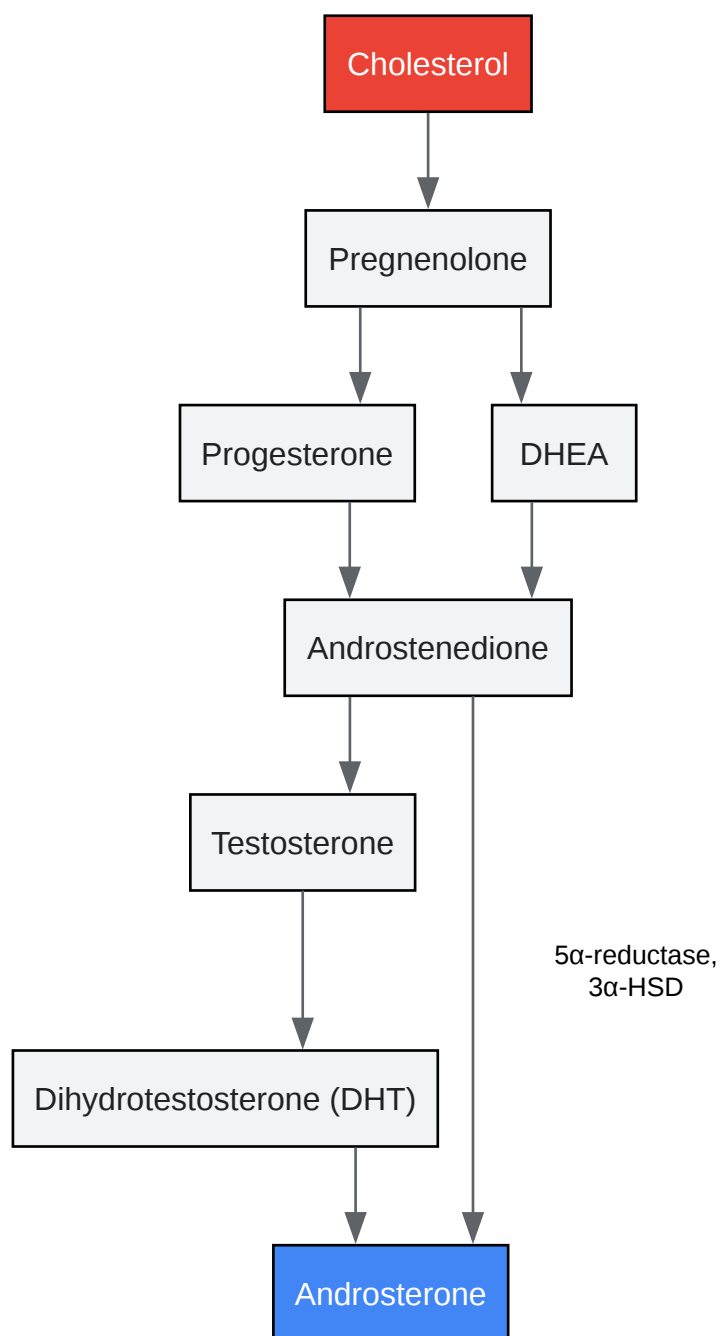 Cholesterol
Pregnenolone
Progesterone
DHEA
Androstenedione
Testosterone
5α-reductase,
3α-HSD
Dihydrotestosterone (DHT)
Androsterone